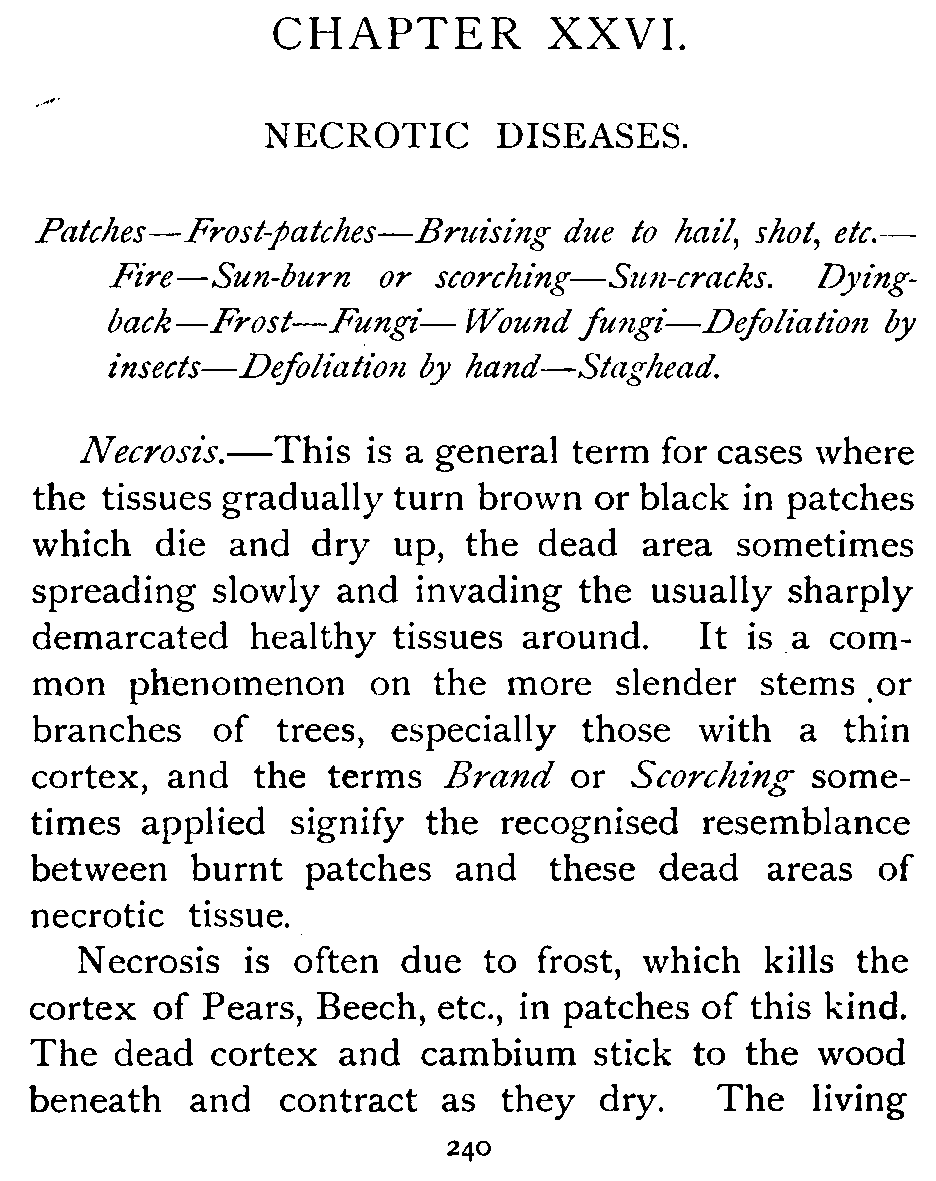 CHAPTER XXVI.
NECROTIC DISEASES.
Patches—Frost-patches—Bruising due to hail, shot, etc.—
Fire—Sun-burn or scorching—Sun-cracks. Dying-
back—Frost—Fungi—Wound fungi—Defoliation by
insects—Defoliation by hand—Staghead.
Necrosis.—This is a general term for cases where
the tissues gradually turn brown or black in patches
which die and dry up, the dead area sometimes
spreading slowly and invading the usually sharply
demarcated healthy tissues around. It is a com-
mon phenomenon on the more slender stems or
branches of trees, especially those with a thin
cortex, and the terms Brand or Scorching some-
times applied signify the recognised resemblance
between burnt patches and these dead areas of
necrotic tissue.
Necrosis is often due to frost, which kills the
cortex of Pears, Beech, etc., in patches of this kind.
The dead cortex and cambium stick to the wood
beneath and contract as they dry. The living
240